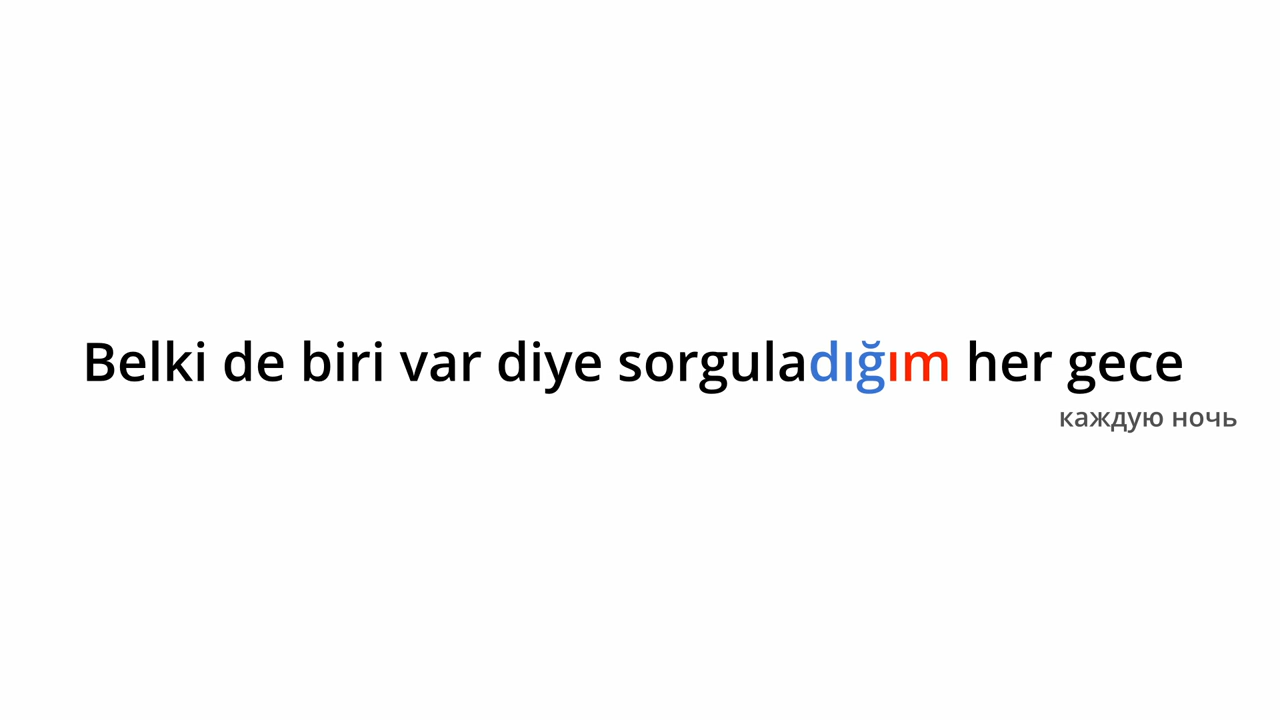 Belki de biri var diye sorguladığım her gece
каждую ночь